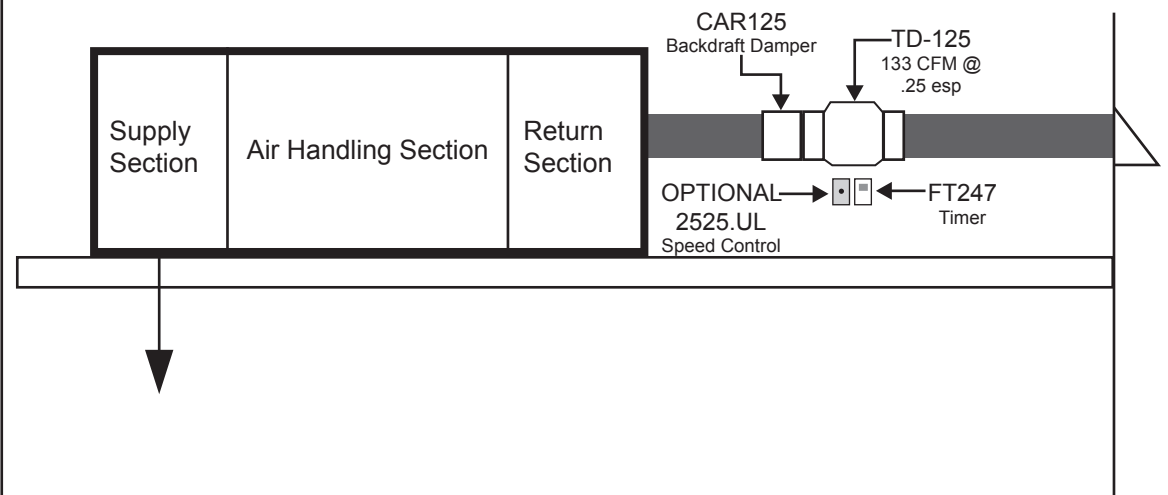 CAR125
Backdraft Damper
TD-125
133 CFM @
.25 esp
Supply
Section
Air Handling Section
Return
Section
OPTIONAL
2525.UL
Speed Control
FT247
Timer